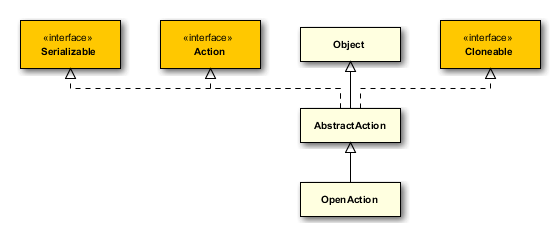 «interface»
Serializable
«interface»
Action
Object
«interface»
Cloneable
AbstractAction
OpenAction